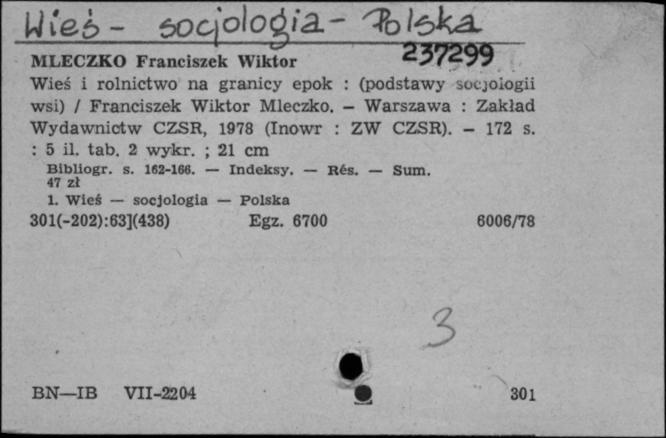 Wieś - socjologia - Polska
237299
MLECZKO Franciszek Wiktor
Wieś i rolnictwo na granicy epok : (podstawy socjologii
wsi) / Franciszek Wiktor Mleczko. — Warszawa : Zakład
Wydawnictw CZSR, 1978 (Inowr : ZW CZSR). — 172 s.
: 5 il. tab. 2 wykr. ; 21 cm
Bibliogr. s. 162-166. — Indeksy. — Rés. — Sum.
47 zł
1. Wieś — socjologia — Polska
301(-202):63](438) Egz. 6700 6006/78
3
BN—IB VII-2204 301